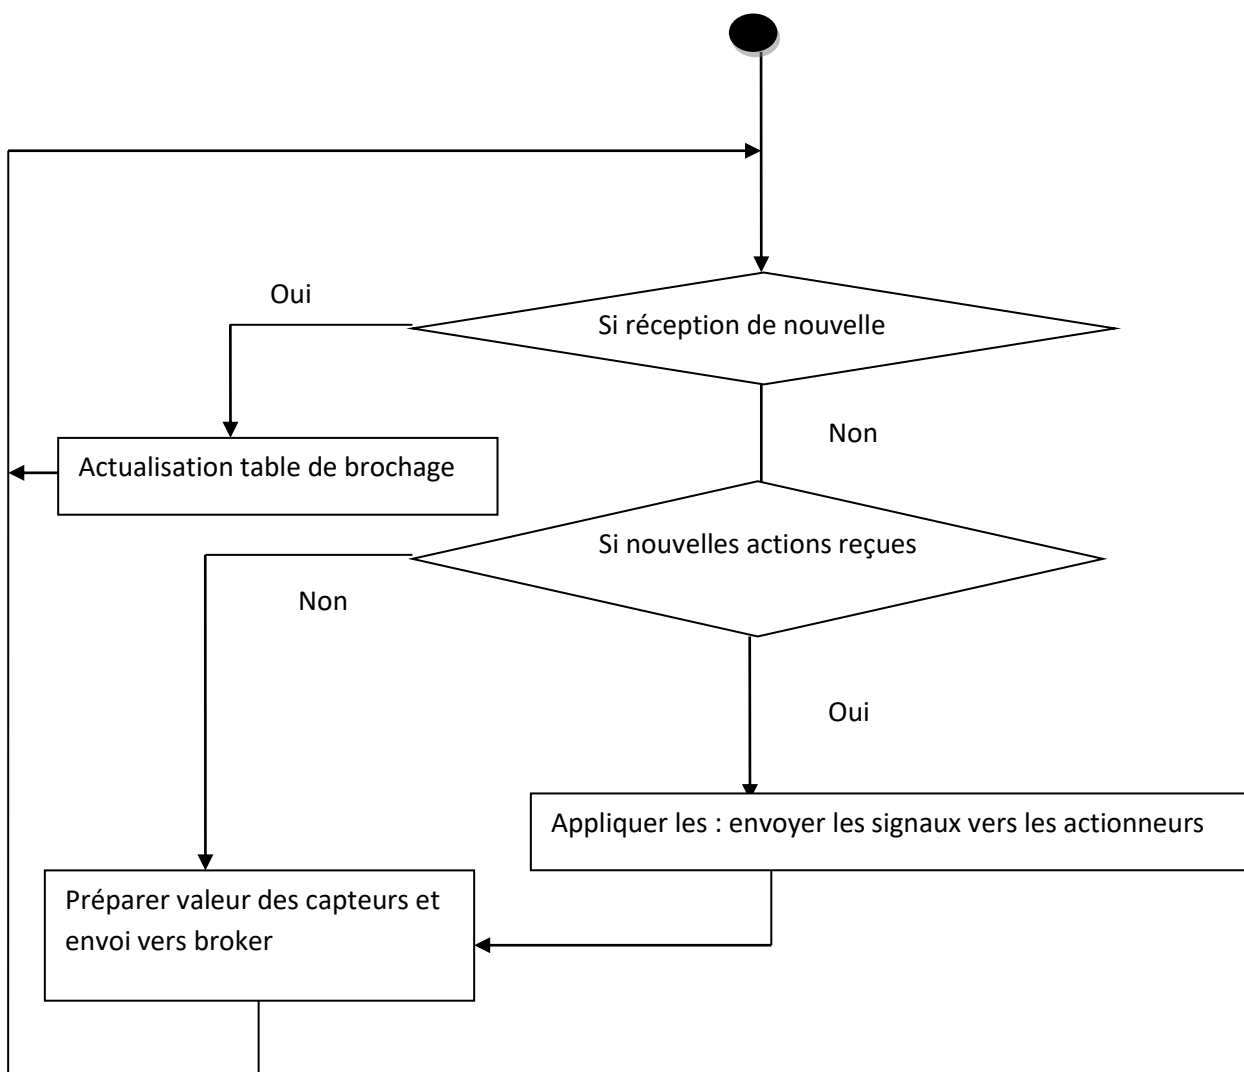 Oui
Si réception de nouvelle
Non
Actualisation table de brochage
Si nouvelles actions reçues
Non
Oui
Appliquer les : envoyer les signaux vers les actionneurs
Préparer valeur des capteurs et
envoi vers broker